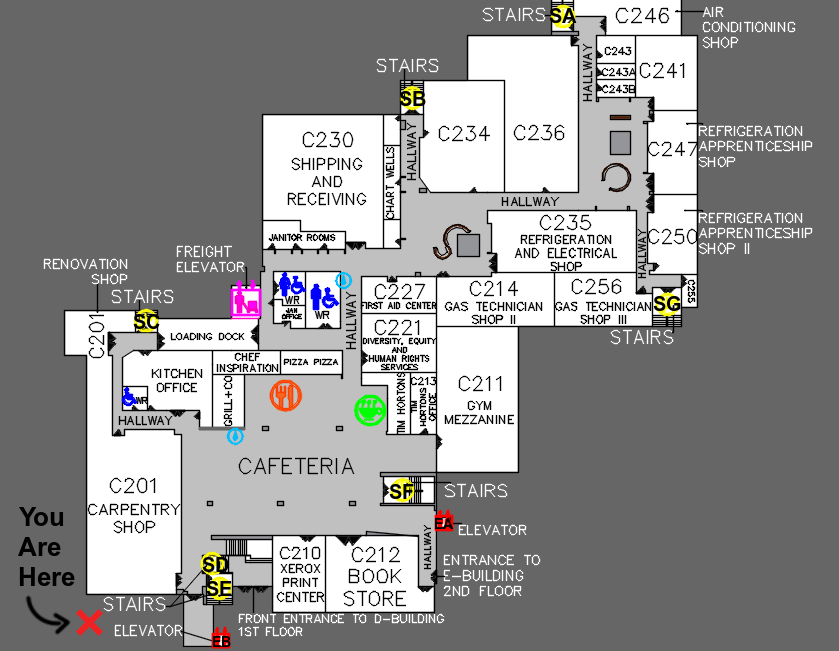 STAIRS
SA
C246
AIR
CONDITIONING
SHOP
HALLWAY
C243
C243A
C243B
C241
STAIRS
SB
HALLWAY
C234
C236
C230
SHIPPING
AND
RECEIVING
CHART WELLS
C247
REFRIGERATION
APPRENTICESHIP
SHOP
HALLWAY
JANITOR ROOMS
C235
REFRIGERATION
AND ELECTRICAL
SHOP
HALLWAY
C250
REFRIGERATION
APPRENTICESHIP
SHOP II
FREIGHT
ELEVATOR
RENOVATION
SHOP
STAIRS
SC
C201
LOADING DOCK
WR
JAN
OFFICE
WR
HALLWAY
C227
FIRST AID CENTER
C214
GAS TECHNICIAN
SHOP II
C256
GAS TECHNICIAN
SHOP III
C255
SG
STAIRS
C221
DIVERSITY, EQUITY
AND
HUMAN RIGHTS
SERVICES
CHEF
INSPIRATION
PIZZA PIZZA
KITCHEN
OFFICE
WR
GRILL+CO
HALLWAY
TIM HORTONS
C213
TIM
HORTONS
OFFICE
C211
GYM
MEZZANINE
CAFETERIA
C201
CARPENTRY
SHOP
SF
STAIRS
EA
ELEVATOR
HALLWAY
ENTRANCE TO
E-BUILDING
2ND FLOOR
C210
XEROX
PRINT
CENTER
C212
BOOK
STORE
SD
SE
STAIRS
FRONT ENTRANCE TO D-BUILDING
1ST FLOOR
ELEVATOR
EB
You
Are
Here